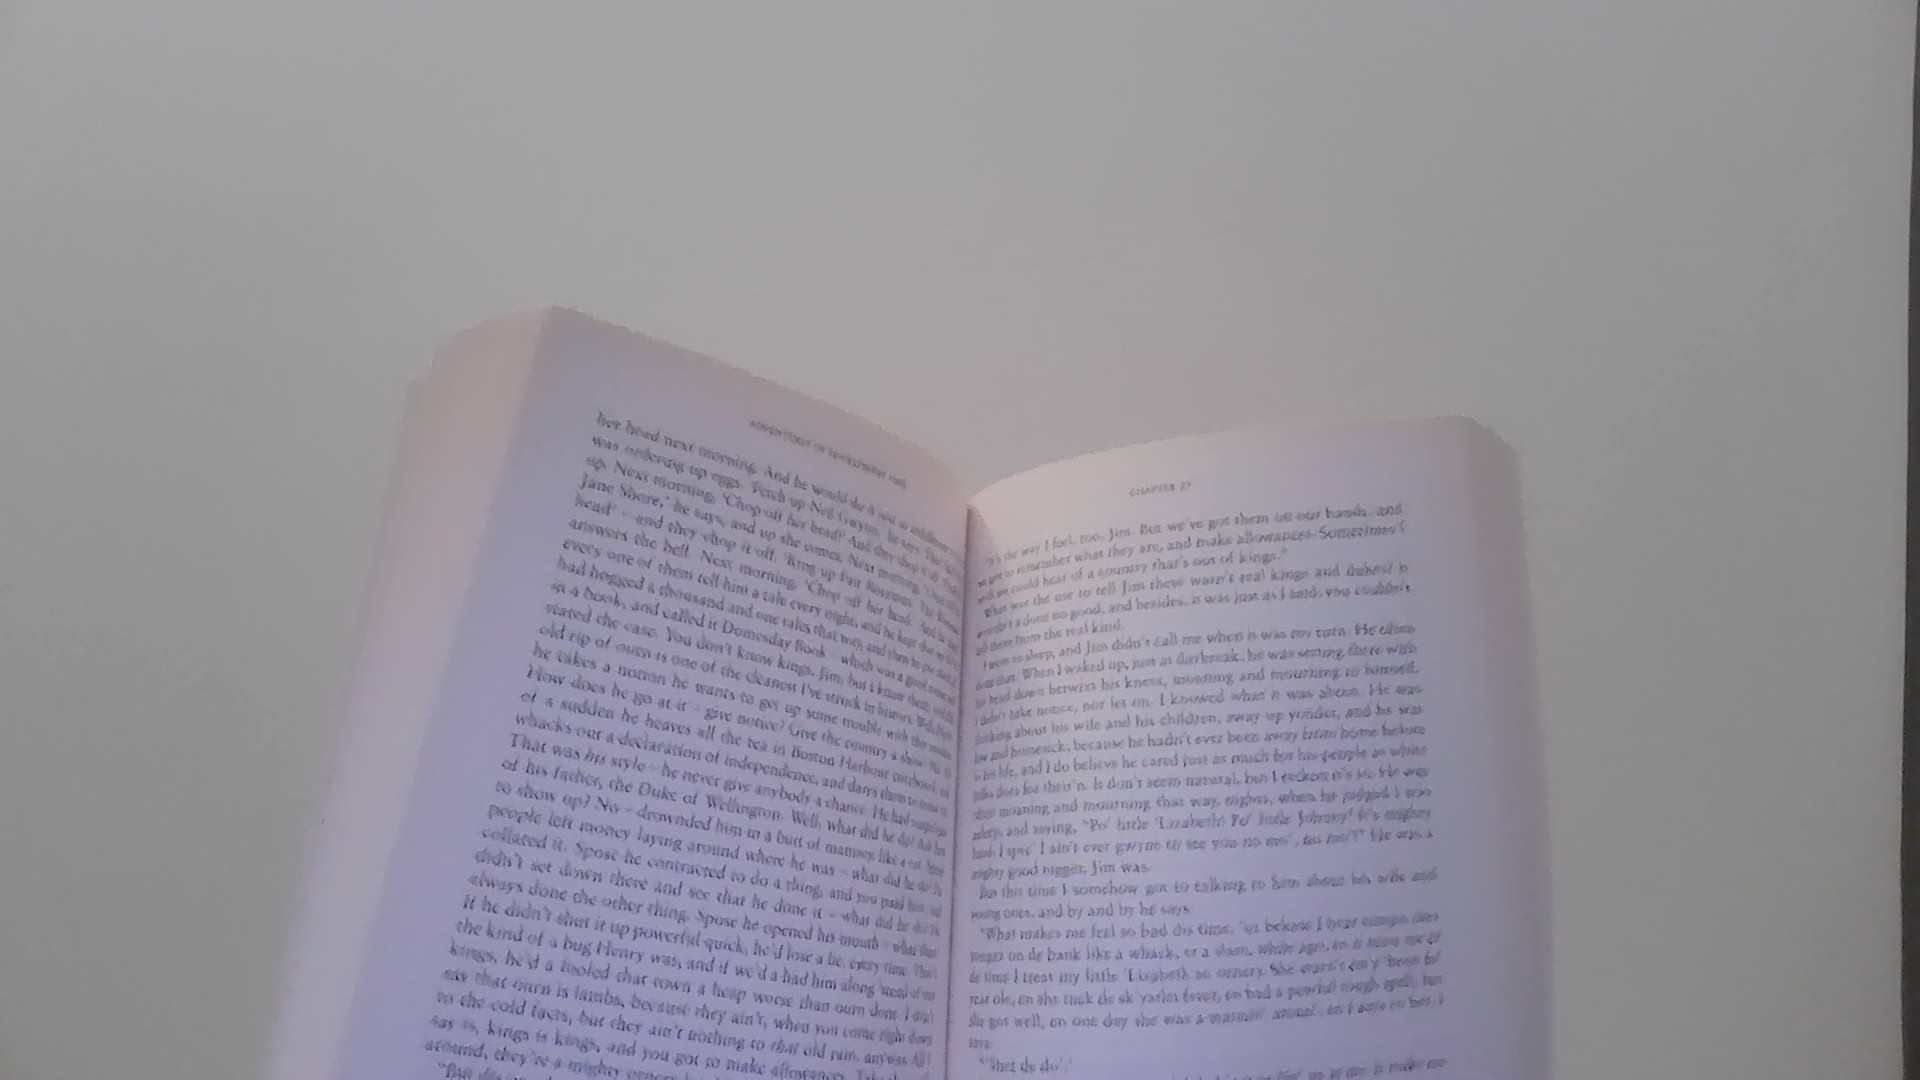 ADVENTURES OF HUCKLEBERRY FINN
her head next morning. And he would do it just as indifferent
was ordering up eggs. 'Fetch up Nell Gwynn,' he says. They
up. Next morning, 'Chop off her head!' And they chop it off.
Jane Shore,' he says, and up she comes. Next morning,
head' – and they chop it off. 'Ring up Fair Rosamun.' Fair Rosamun
answers the bell. Next morning, 'Chop off her head.' And he made
every one of them tell him a tale every night; and he kept that up
had hogged a thousand and one tales that way, and then he put them
in a book, and called it Domesday Book – which was a good name and
stated the case. You don't know kings, Jim, but I know them;
old rip of ourn is one of the cleanest I've struck in history. Well, Henry
he takes a notion he wants to get up some trouble with this
How does he go at it – give notice? Give the country a show? No.
of a sudden he heaves all the tea in Boston Harbour overboard, and
whacks out a declaration of independence, and dares them to come on.
That was his style – he never give anybody a chance. He had suspicions
of his father, the Duke of Wellington. Well, what did he do?
to show up? No – drownded him in a butt of mamsey, like a cat.
people left money laying around where he was – what did he do? He
collared it. Spose he contracted to do a thing, and you paid him, and
didn't set down there and see that he done it – what did he do? He
always done the other thing. Spose he opened his mouth – what then?
If he didn't shut it up powerful quick, he'd lose a lie, every time. That's
the kind of a bug Henry was; and if we'd a had him along 'stead of our
kings, he'd a fooled that town a heap worse than ourn done. I don't
say that ourn is lambs, because they ain't, when you come right down
to the cold facts; but they ain't nothing to that old ram, anyway. All I
say is, kings is kings, and you got to make allowances. Take
around, they're a mighty ornery
"But
CHAPTER 23
the way I feel, too, Jim. But we've got them on our hands, and
we got to remember what they are, and make allowances. Sometimes I
wish we could hear of a country that's out of kings."
What was the use to tell Jim these warn't real kings and dukes? It
wouldn't a done no good; and besides, it was just as I said; you couldn't
tell them from the real kind.
I went to sleep, and Jim didn't call me when it was my turn. He often
done that. When I waked up, just at daybreak, he was setting there with
his head down betwixt his knees, moaning and mourning to himself.
I didn't take notice, nor let on. I knowed what it was about. He was
thinking about his wife and his children, away up yonder, and he was
low and homesick; because he hadn't ever been away from home before
in his life; and I do believe he cared just as much for his people as white
folks does for their'n. It don't seem natural, but I reckon it's so. He was
often moaning and mourning that way, nights, when he judged I was
asleep, and saying, "Po' little 'Lizabeth! Po' little Johnny! It's mighty
hard; I spec' I ain't ever gwyne to see you no mo', no mo'!" He was a
mighty good nigger, Jim was.
But this time I somehow got to talking to him about his wife and
young ones; and by and by he says:
"What makes me feel so bad dis time, 'uz bekase I hear sumpn over
yonder on de bank like a whack, er a slam, while ago, en it mine me er
de time I treat my little 'Lizabeth so ornery. She warn't on'y 'bout fo'
year ole, en she tuck de sk'yarlet fever, en had a powful rough spell; but
she got well, en one day she was a-stannin' aroun', en I says to her, I
says:
"'Shet de do'.'